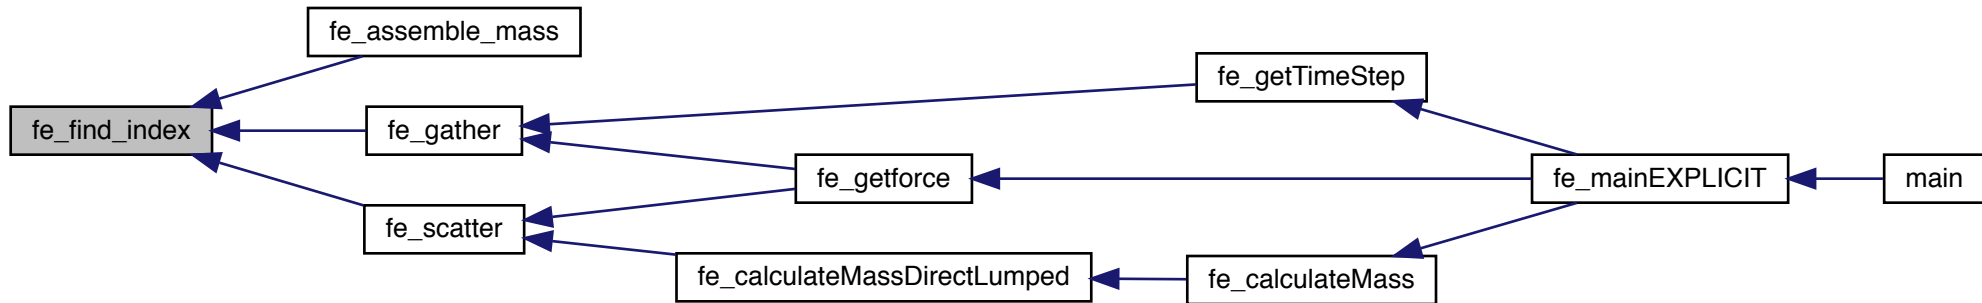 fe_assemble_mass
fe_getTimeStep
fe_find_index
fe_gather
fe_getforce
fe_mainEXPLICIT
main
fe_scatter
fe_calculateMassDirectLumped
fe_calculateMass